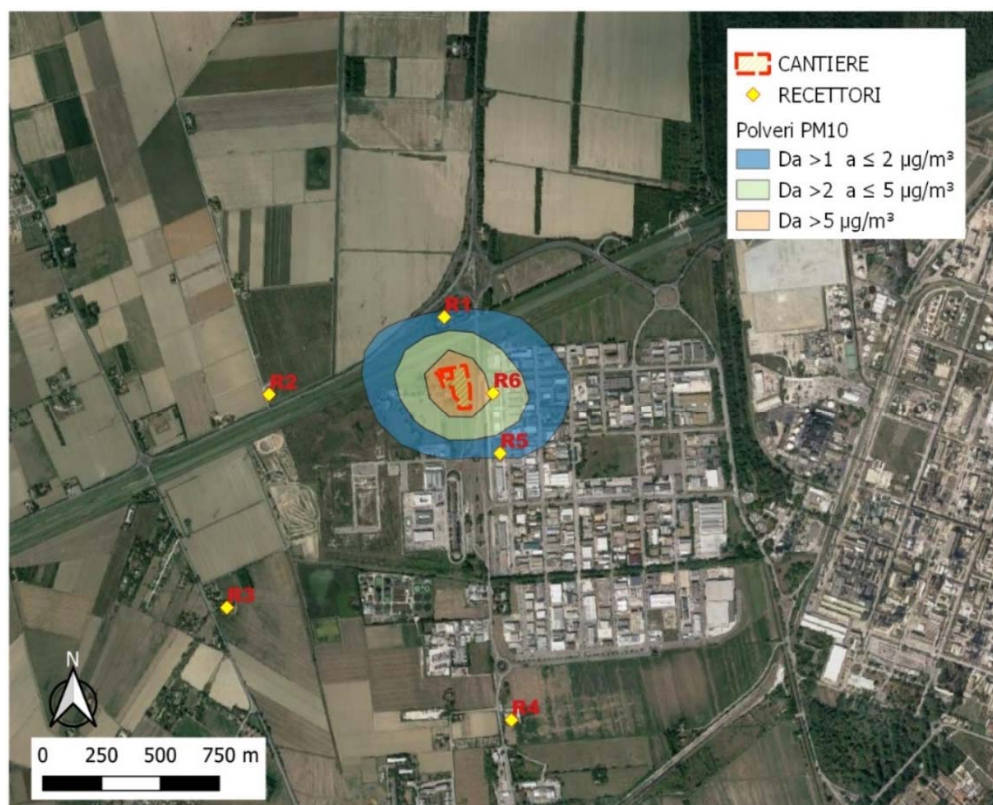 CANTIERE
RECETTORI
Polveri PM10
Da >1 a ≤ 2 µg/m³
Da >2 a ≤ 5 µg/m³
Da >5 µg/m³
R1
R2
R6
R5
R3
R4
N
0 250 500 750 m